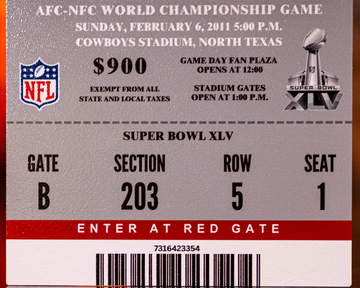 AFC-NFC WORLD CHAMPIONSHIP GAME
SUNDAY, FEBRUARY 6, 2011 5:00 P.M.
COWBOYS STADIUM, NORTH TEXAS
$900
GAME DAY FAN PLAZA
OPENS AT 12:00
EXEMPT FROM ALL
STATE AND LOCAL TAXES
STADIUM GATES
OPEN AT 1:00 P.M.
NFL
SUPER BOWL
XLV
SUPER BOWL XLV
GATE SECTION ROW SEAT
B 203 5 1
ENTER AT RED GATE
7316423354